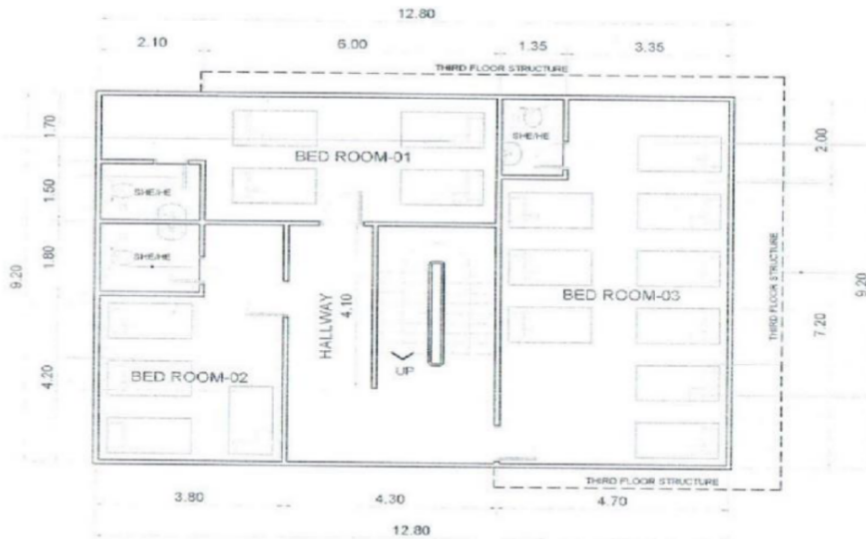 12.80
2.10 6.00 1.35 3.35
THIRD FLOOR STRUCTURE
1.70
SHE/HE
2.00
BED ROOM-01
1.50
SHE/HE
1.80
SHE/HE
9.20
HALLWAY
4.10
BED ROOM-03
THIRD FLOOR STRUCTURE
9.20
7.20
UP
BED ROOM-02
4.20
THIRD FLOOR STRUCTURE
3.80 4.30 4.70
12.80